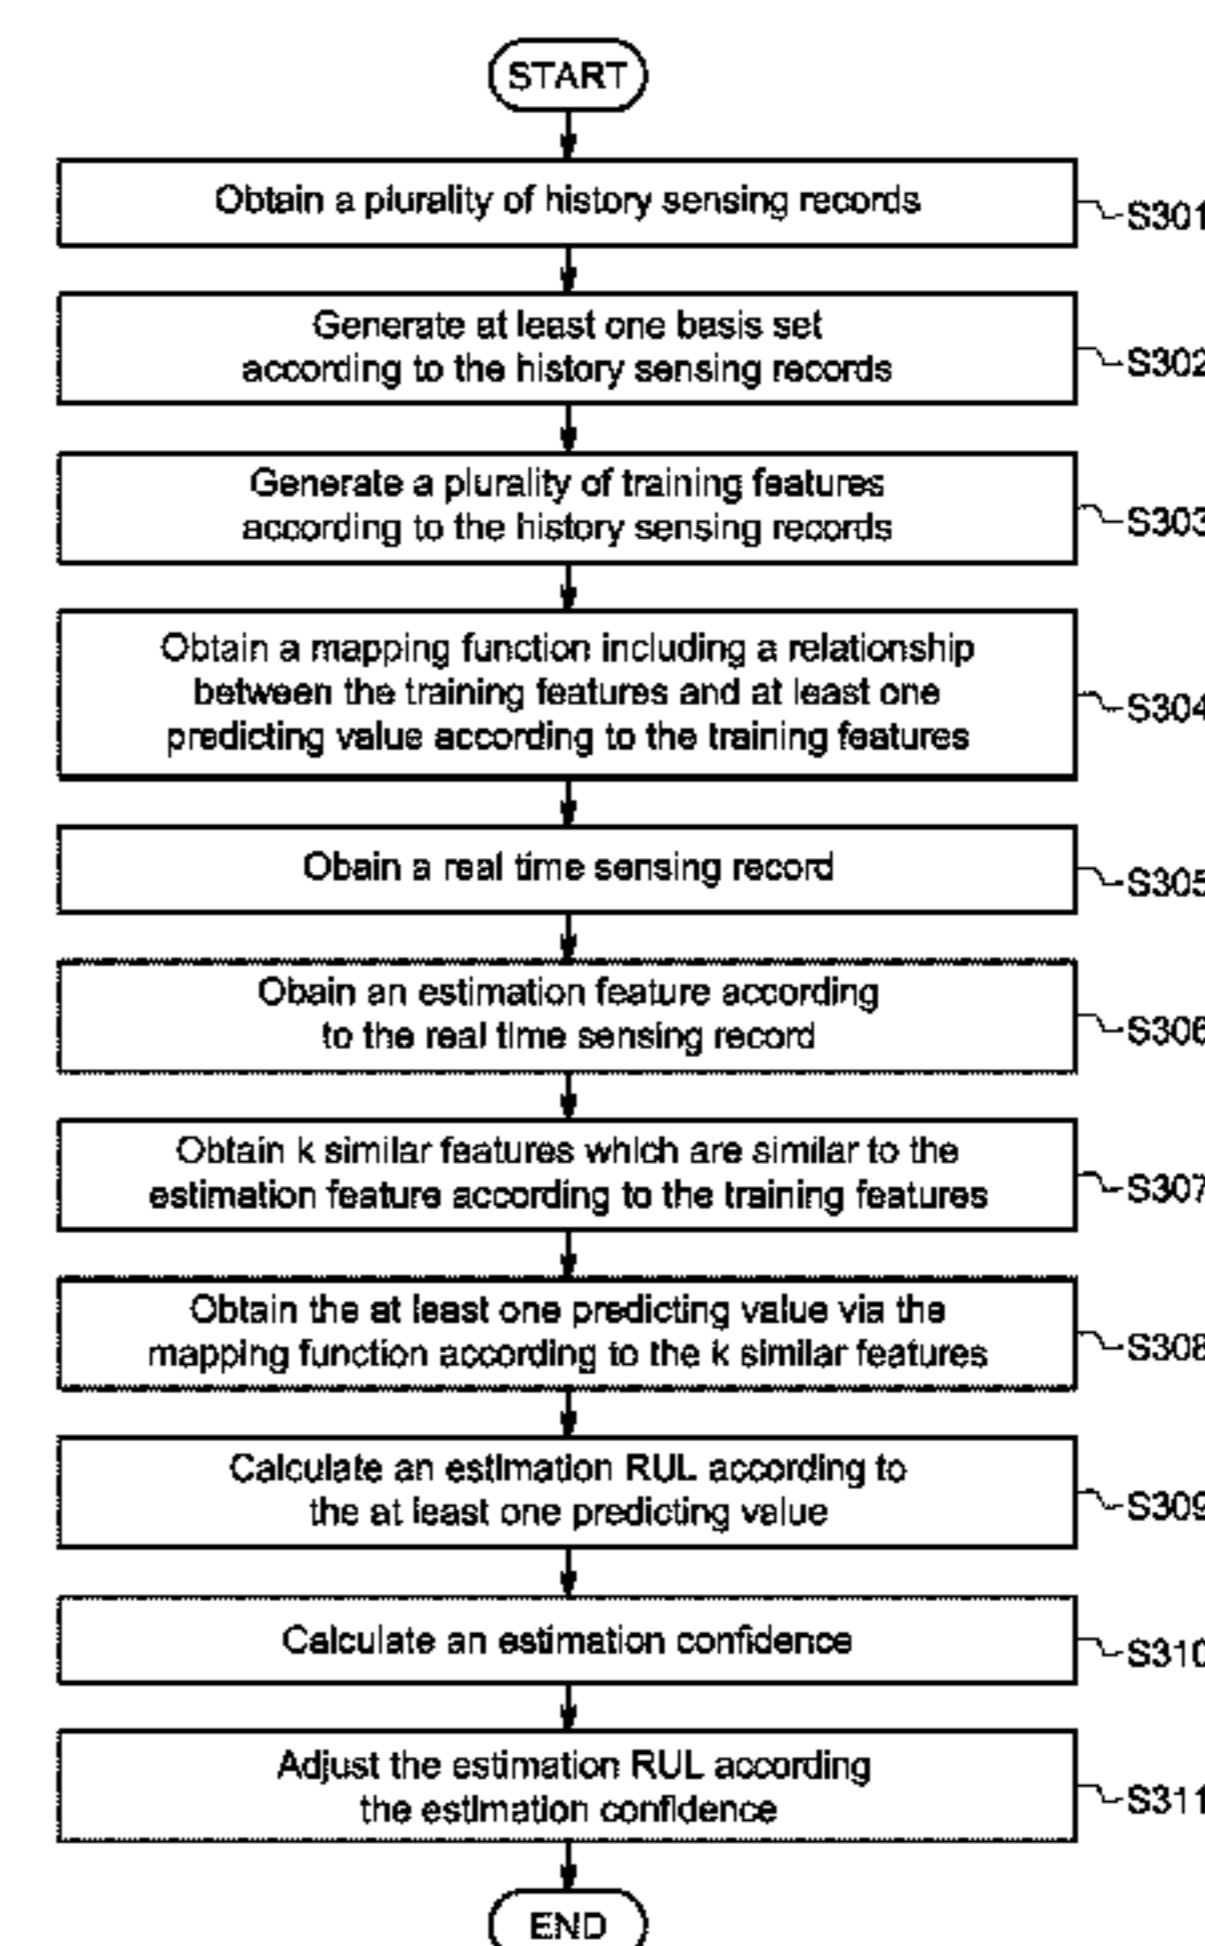 START
Obtain a plurality of history sensing records
S301
Generate at least one basis set
according to the history sensing records
S302
Generate a plurality of training features
according to the history sensing records
S303
Obtain a mapping function including a relationship
between the training features and at least one
predicting value according to the training features
S304
Obain a real time sensing record
S305
Obain an estimation feature according
to the real time sensing record
S306
Obtain k similar features which are similar to the
estimation feature according to the training features
S307
Obtain the at least one predicting value via the
mapping function according to the k similar features
S308
Calculate an estimation RUL according to
the at least one predicting value
S309
Calculate an estimation confidence
S310
Adjust the estimation RUL according
the estimation confidence
S311
END